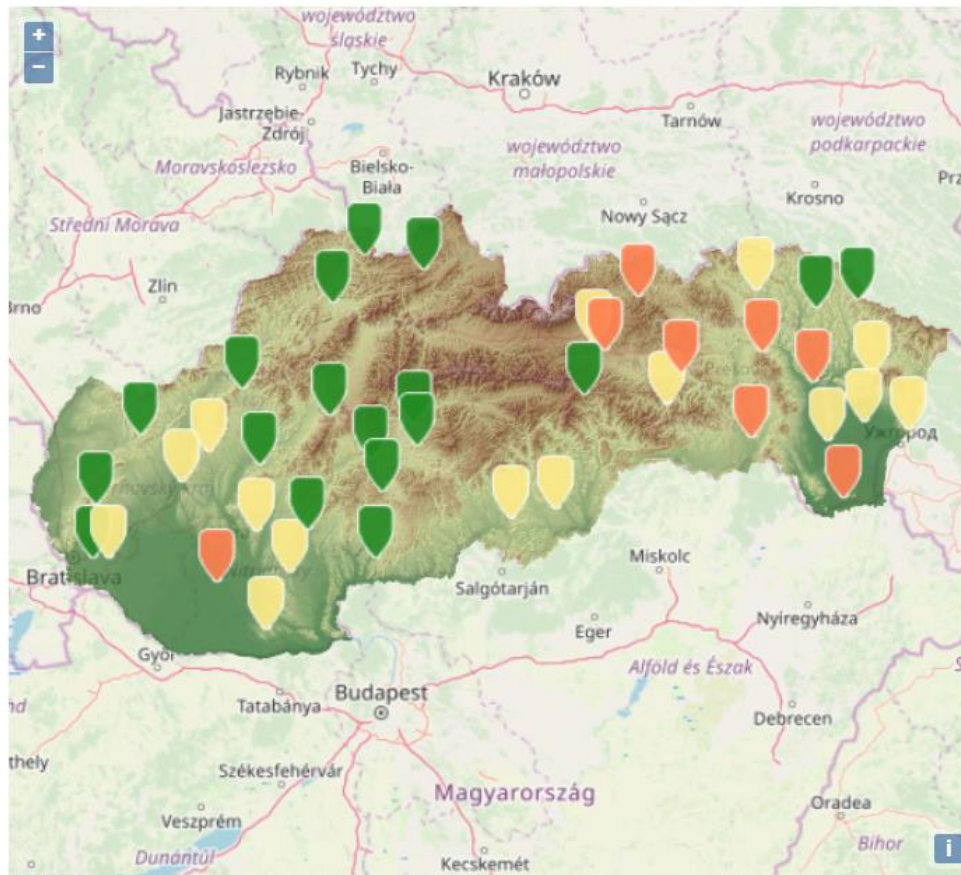 +
−
województwo
śląskie
Rybnik
Tychy
Kraków
Jastrzębie-
Zdrój
Tarnów
województwo
podkarpackie
Moravskoslezsko
Bielsko-
Biała
województwo
małopolskie
Krosno
Nowy Sącz
Střední Morava
Zlín
Brno
Ужгород
Bratislava
Salgótarján
Miskolc
Nyíregyháza
Eger
Győr
Alföld és Észak
Tatabánya
Budapest
Debrecen
Székesfehérvár
Magyarország
Veszprém
Oradea
Dunántúl
Kecskemét
Bihor
i